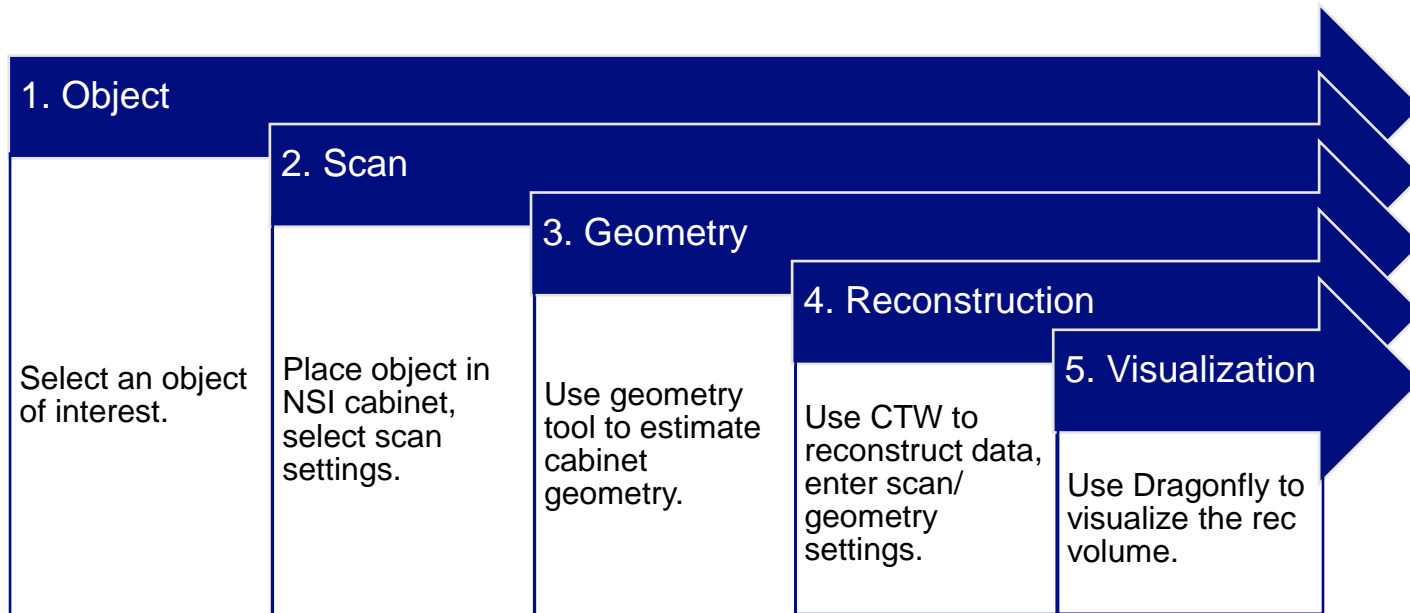 1. Object
Select an object
of interest.
2. Scan
Place object in
NSI cabinet,
select scan
settings.
3. Geometry
Use geometry
tool to estimate
cabinet
geometry.
4. Reconstruction
Use CTW to
reconstruct data,
enter scan/
geometry
settings.
5. Visualization
Use Dragonfly to
visualize the rec
volume.